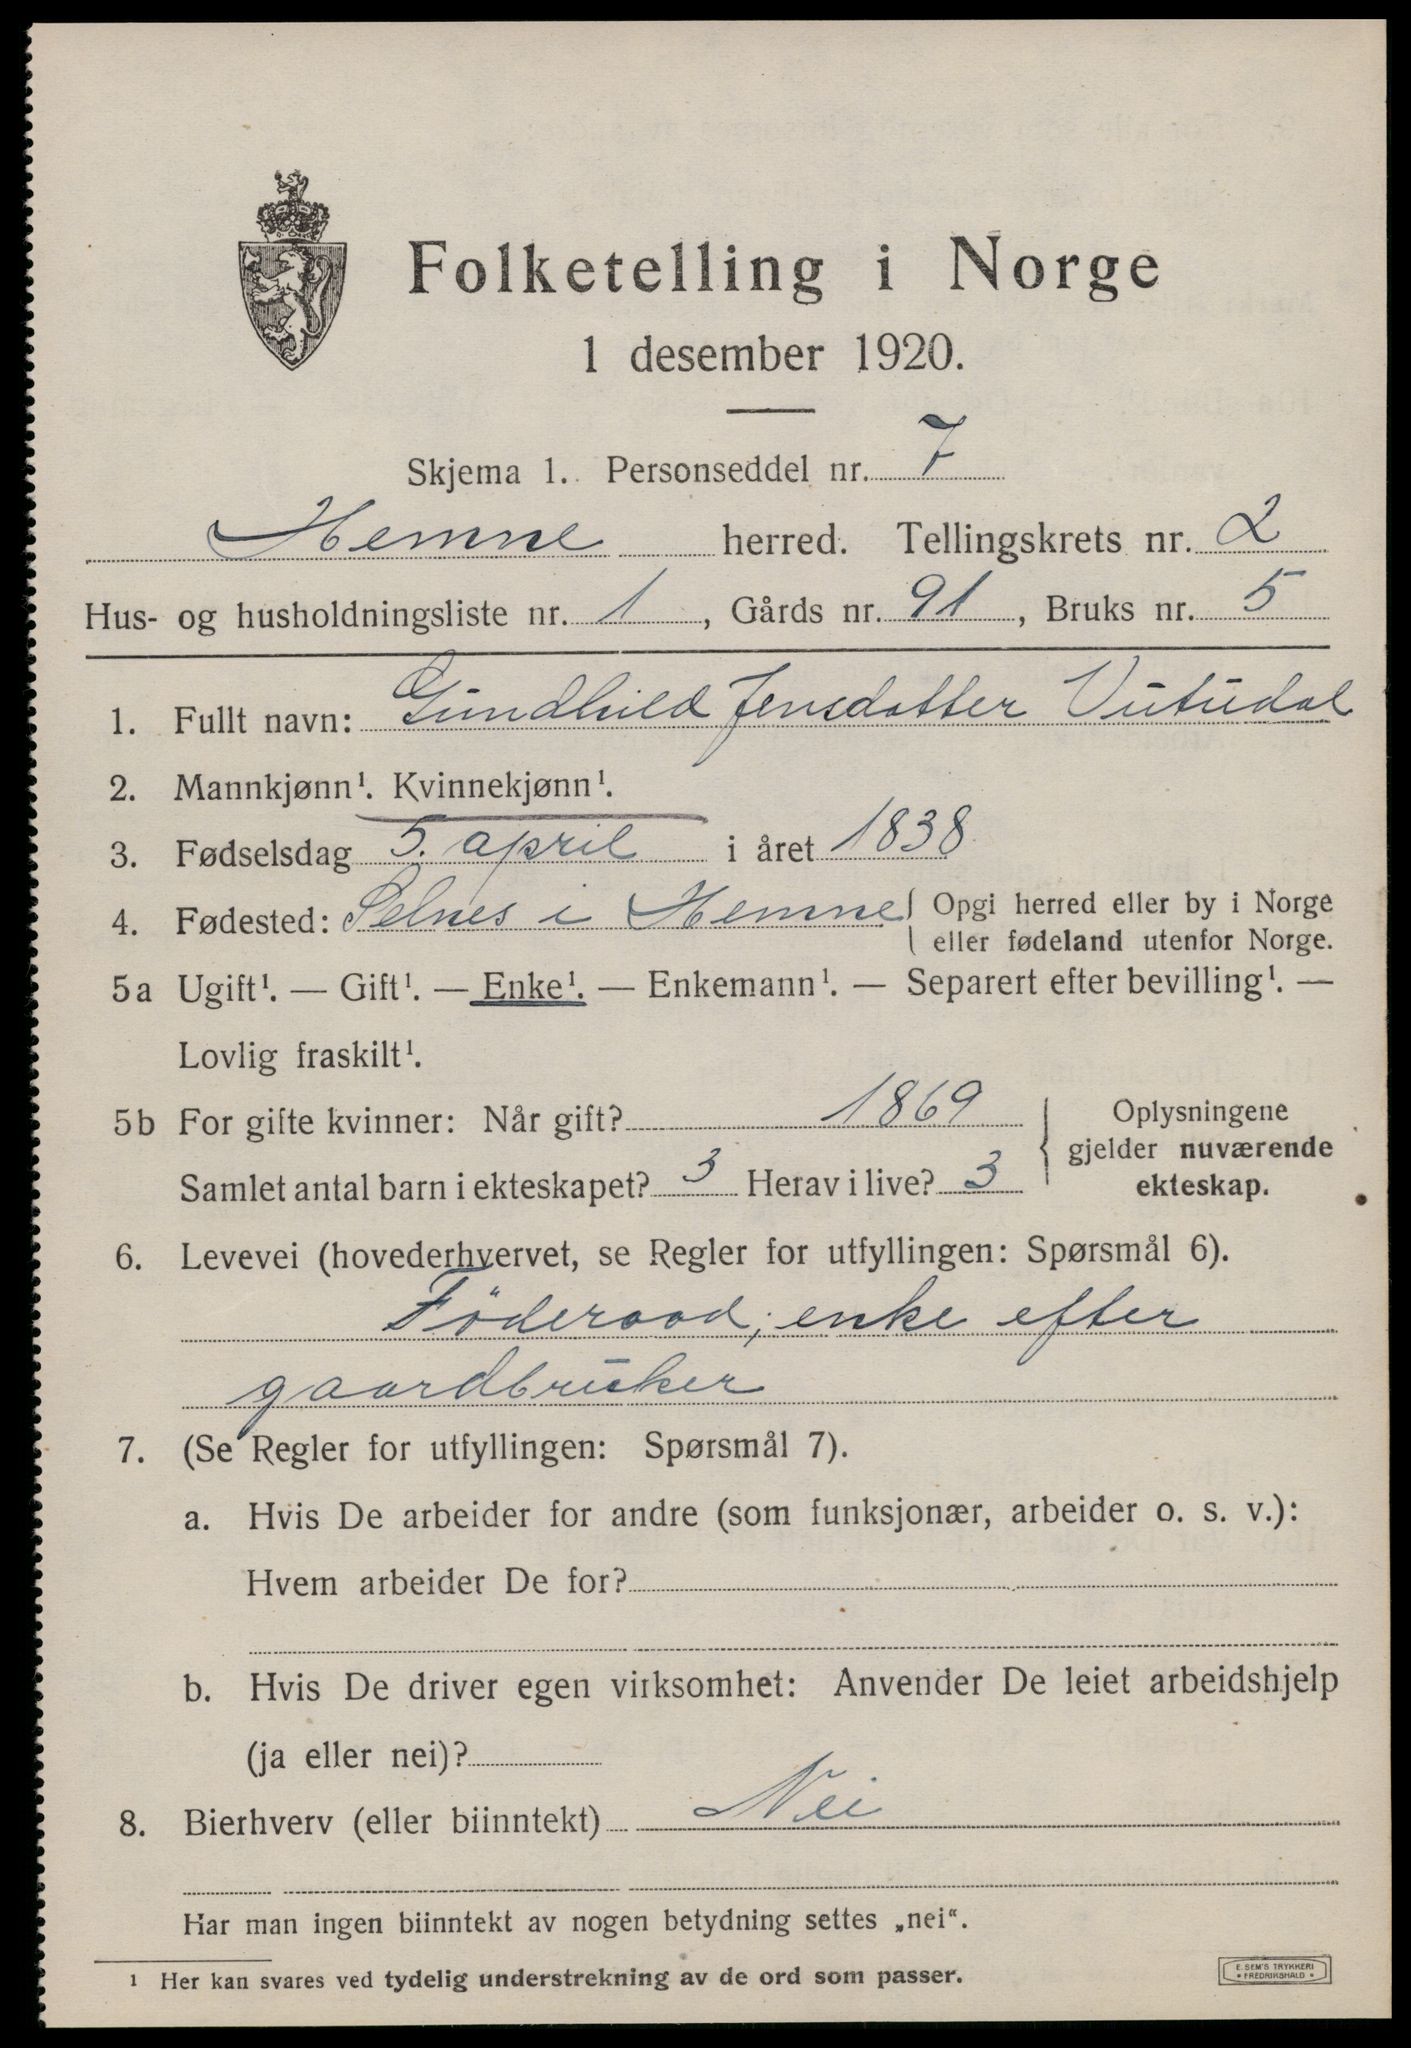 Folketelling i Norge
1 desember 1920.
Skjema 1. Personseddel nr. 7
Hemne herred. Tellingskrets nr. 2
Hus- og husholdningsliste nr. 1, Gårds nr. 91, Bruks nr. 5
1. Fullt navn: Gundhild Jensdatter Vutudal
2. Mannkjønn¹. Kvinnekjønn¹.
3. Fødselsdag 5. april i året 1838
4. Fødested: Selnes i Hemne { Opgi herred eller by i Norge
eller fødeland utenfor Norge.
5a Ugift¹. — Gift¹. — Enke¹. — Enkemann¹. — Separert efter bevilling¹. —
Lovlig fraskilt¹.
5b For gifte kvinner: Når gift? 1869 { Oplysningene
gjelder nuværende
Samlet antal barn i ekteskapet? 3 Herav i live? 3 ekteskap.
6. Levevei (hovederhvervet, se Regler for utfyllingen: Spørsmål 6).
Föderaad; enke efter
gaardbruker
7. (Se Regler for utfyllingen: Spørsmål 7).
a. Hvis De arbeider for andre (som funksjonær, arbeider o. s. v.):
Hvem arbeider De for?
b. Hvis De driver egen virksomhet: Anvender De leiet arbeidshjelp
(ja eller nei)?
8. Bierhverv (eller biinntekt) Nei
Har man ingen biinntekt av nogen betydning settes „nei“.
¹ Her kan svares ved tydelig understrekning av de ord som passer.
E. SEM'S TRYKKERI
• FREDRIKSHALD •